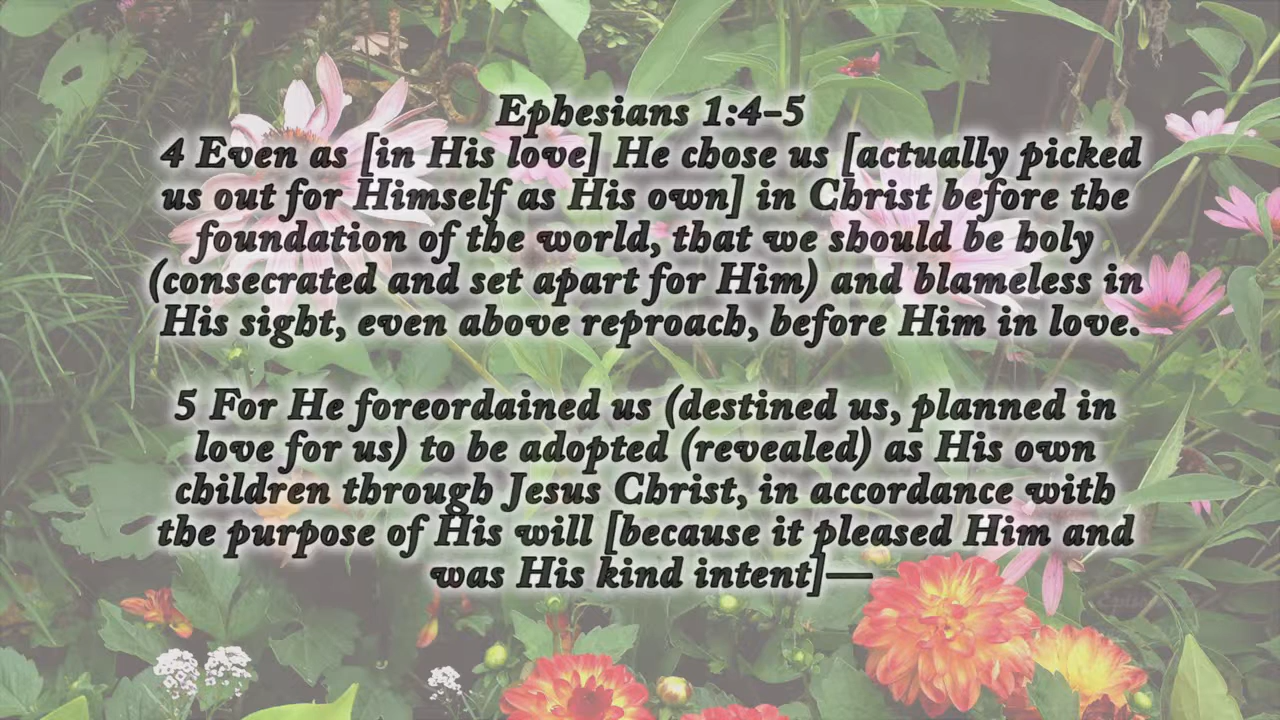 Ephesians 1:4-5
4 Even as [in His love] He chose us [actually picked
us out for Himself as His own] in Christ before the
foundation of the world, that we should be holy
(consecrated and set apart for Him) and blameless in
His sight, even above reproach, before Him in love.
5 For He foreordained us (destined us, planned in
love for us) to be adopted (revealed) as His own
children through Jesus Christ, in accordance with
the purpose of His will [because it pleased Him and
was His kind intent]—